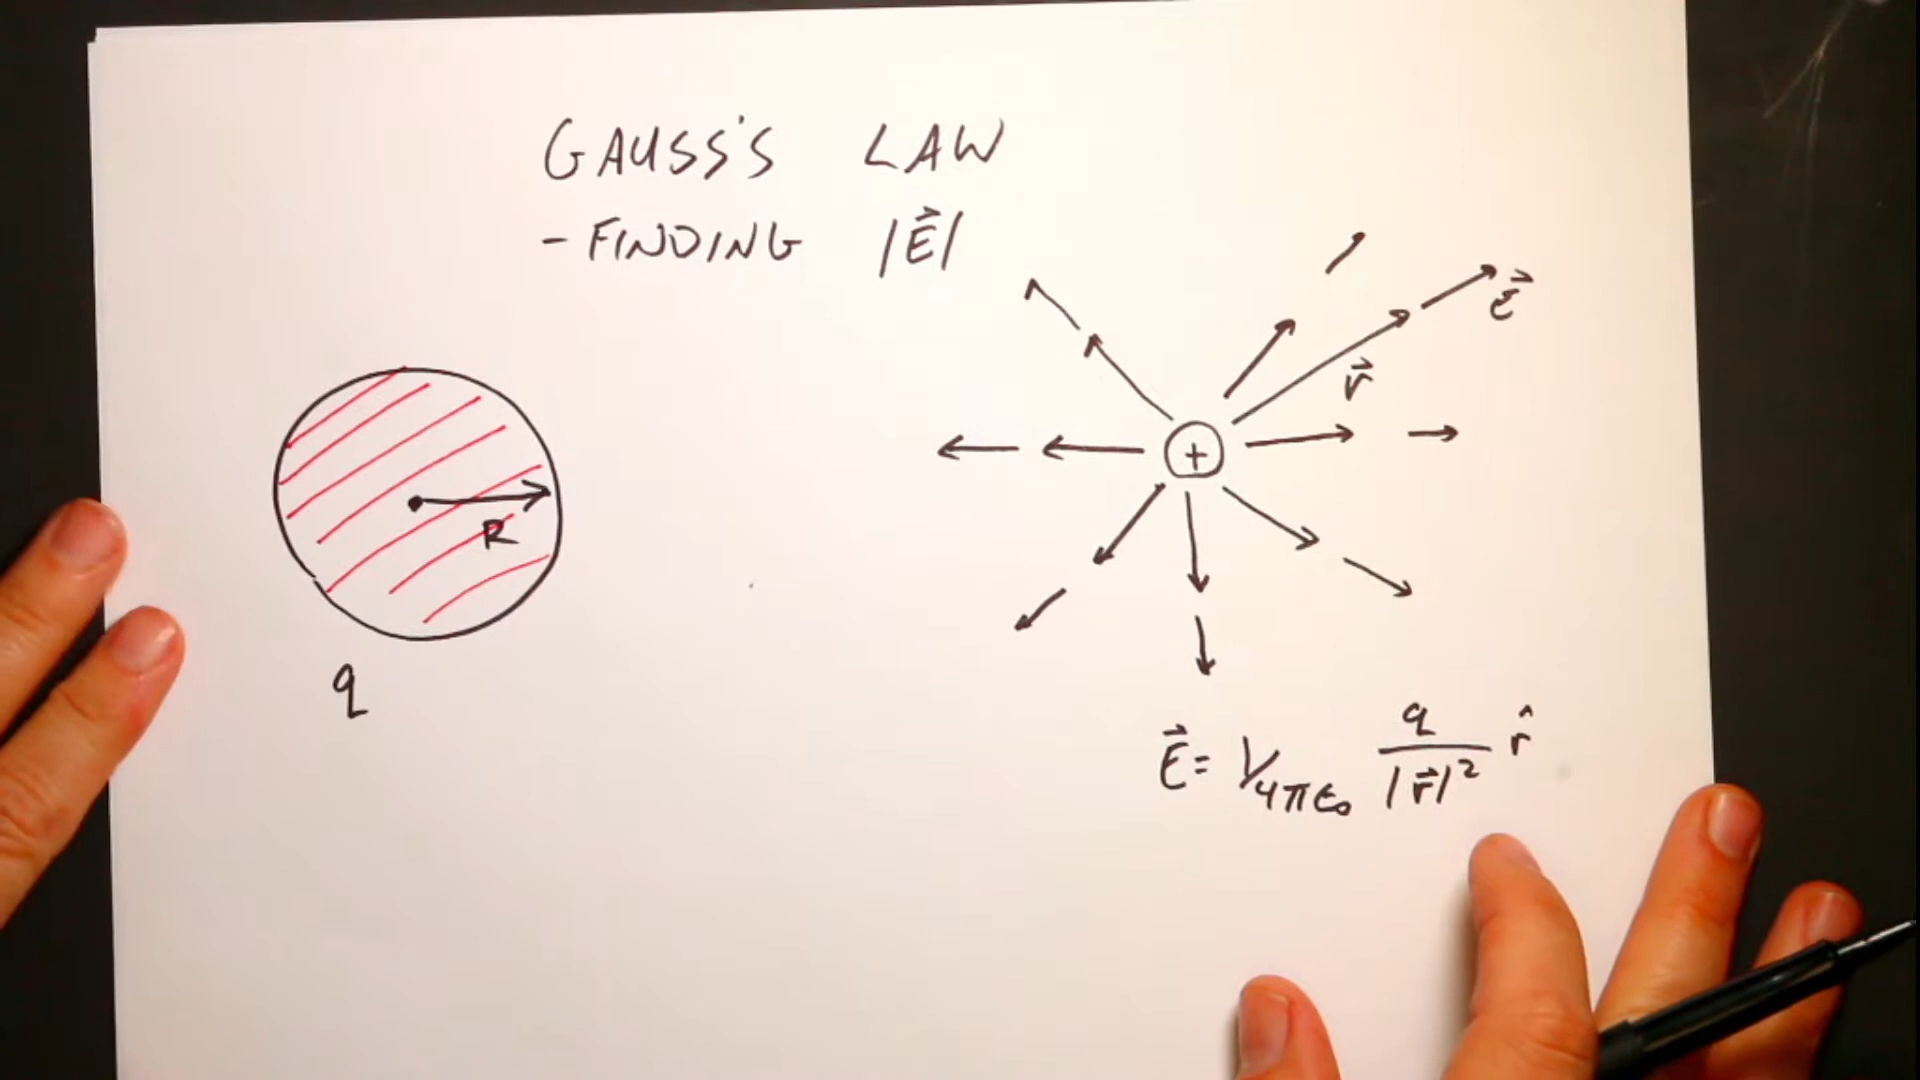 GAUSS'S LAW
- FINDING |E⃗|
E⃗
r⃗
+
R
q
E⃗ = 1/4πϵ₀ q/|r⃗|² r̂